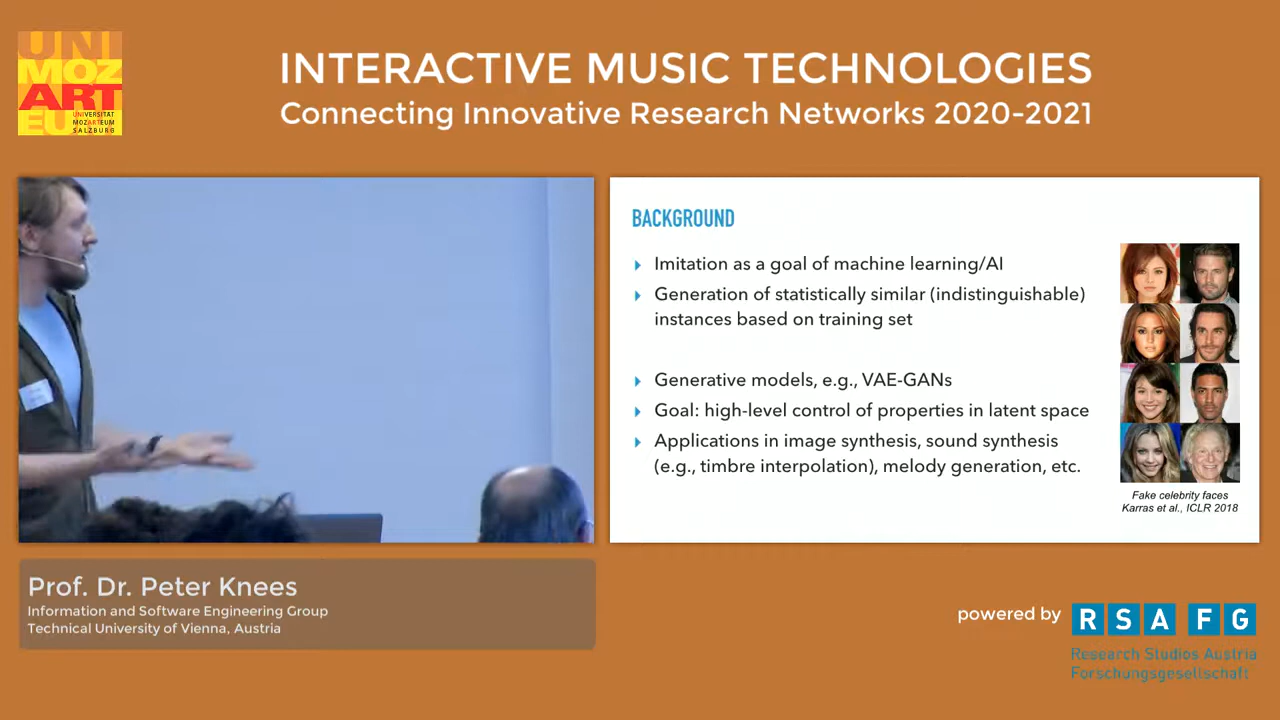 UNI
MOZ
ART
EU
UNIVERSITÄT
MOZARTEUM
SALZBURG
INTERACTIVE MUSIC TECHNOLOGIES
Connecting Innovative Research Networks 2020-2021
BACKGROUND
Imitation as a goal of machine learning/AI
Generation of statistically similar (indistinguishable)
instances based on training set
Generative models, e.g., VAE-GANs
Goal: high-level control of properties in latent space
Applications in image synthesis, sound synthesis
(e.g., timbre interpolation), melody generation, etc.
Fake celebrity faces
Karras et al., ICLR 2018
Prof. Dr. Peter Knees
Information and Software Engineering Group
Technical University of Vienna, Austria
powered by
RSA FG
Research Studios Austria
Forschungsgesellschaft